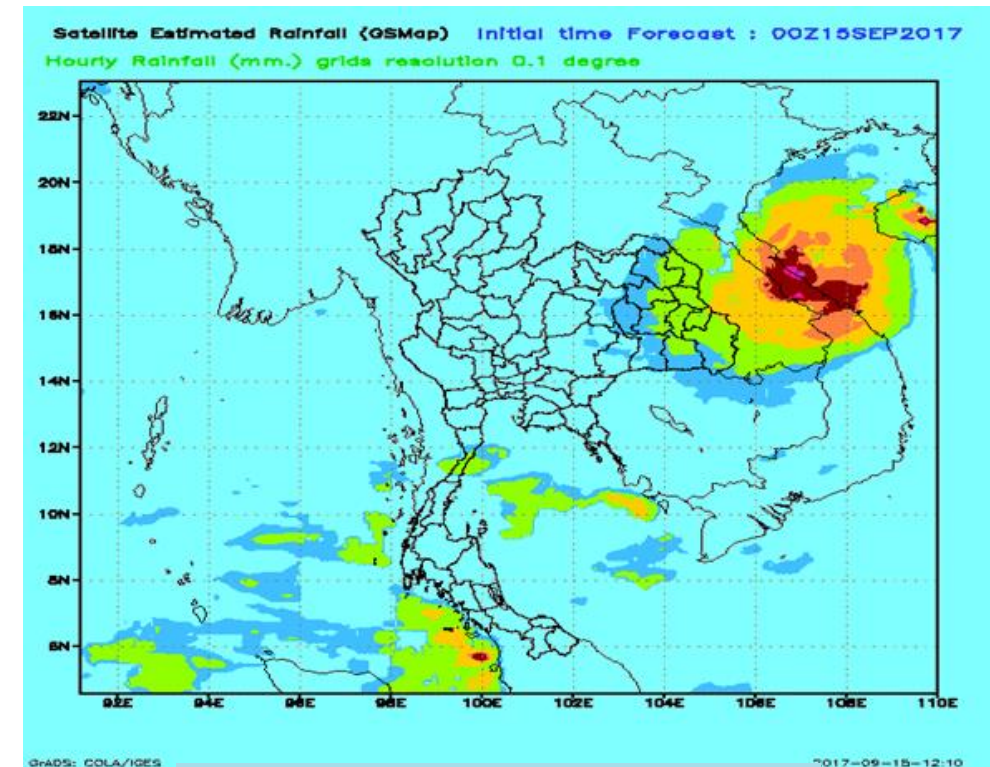 Satellite Estimated Rainfall (GSMap) Initial time Forecast : 00Z15SEP2017
Hourly Rainfall (mm.) grids resolution 0.1 degree
22N
20N
18N
16N
14N
12N
10N
8N
6N
92E 94E 96E 98E 100E 102E 104E 106E 108E 110E
GrADS: COLA/IGES 2017-09-15-12:10